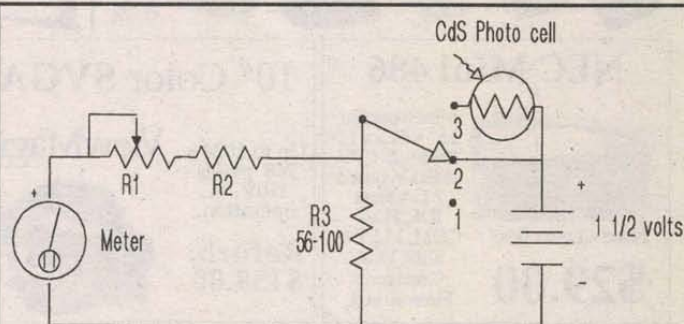 CdS Photo cell
3
+
R1
R2
2
R3
56-100
1
+
1 1/2 volts
Meter
-